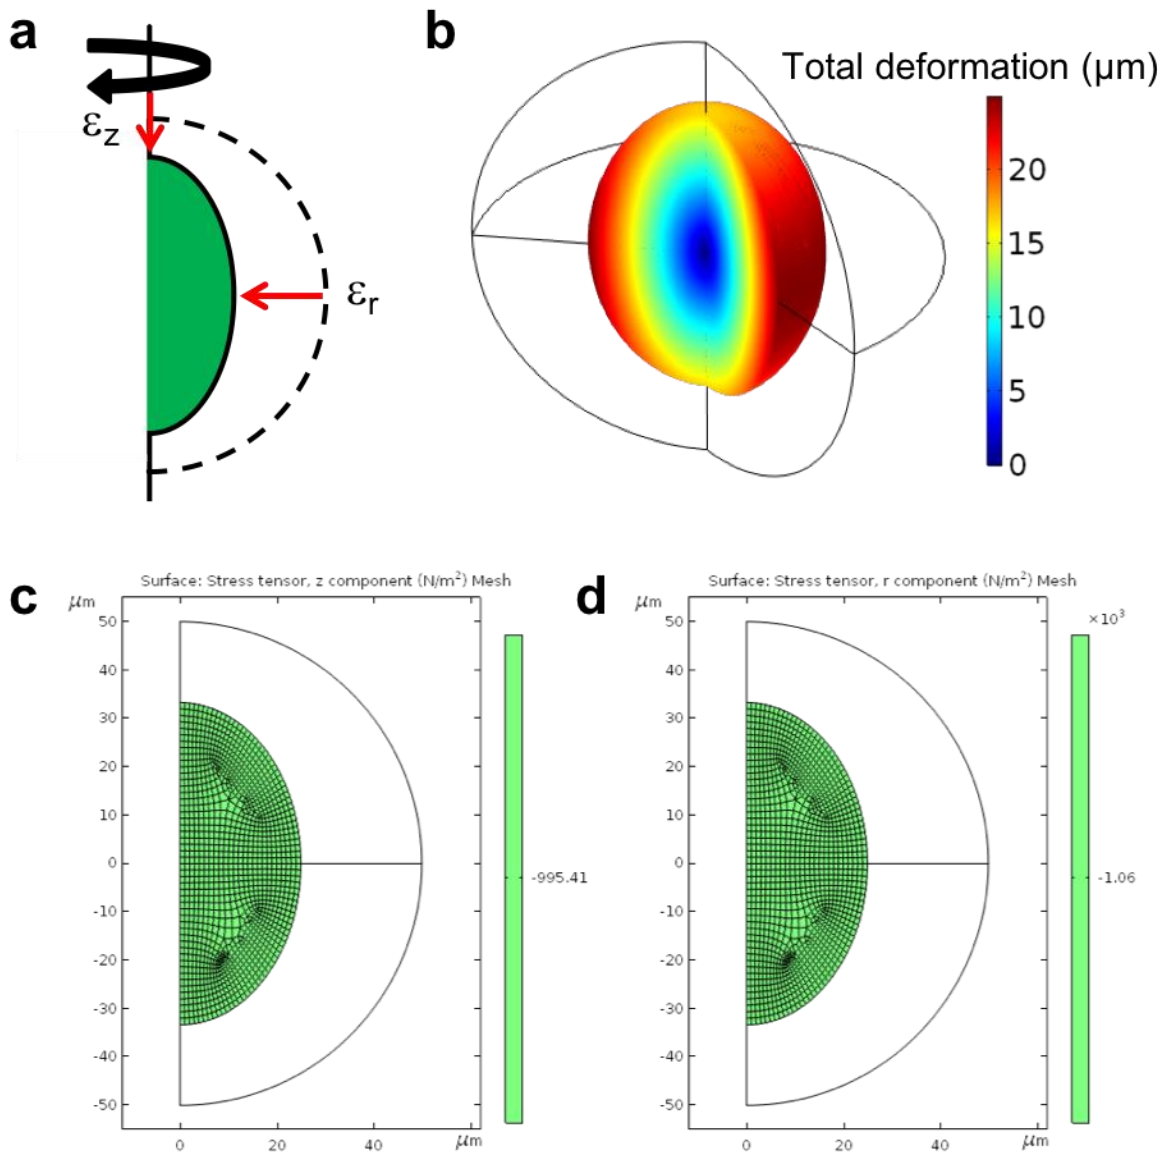 a
b
Total deformation (μm)
εz
εr
20
15
10
5
0
c
Surface: Stress tensor, z component (N/m²) Mesh
μm
50
40
30
20
10
0
-10
-20
-30
-40
-50
0 20 40 μm
-995.41
d
Surface: Stress tensor, r component (N/m²) Mesh
μm
×10³
50
40
30
20
10
0
-10
-20
-30
-40
-50
0 20 40 μm
-1.06